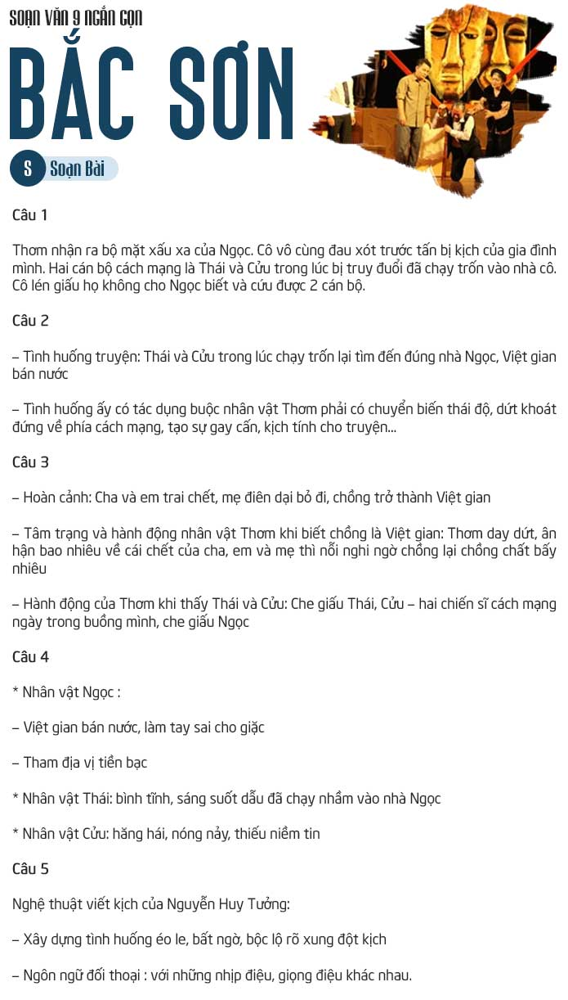 SOẠN VĂN 9 NGẮN GỌN
BẮC SƠN
S Soạn Bài
Câu 1
Thơm nhận ra bộ mặt xấu xa của Ngọc. Cô vô cùng đau xót trước tấn bị kịch của gia đình
mình. Hai cán bộ cách mạng là Thái và Cửu trong lúc bị truy đuổi đã chạy trốn vào nhà cô.
Cô lén giấu họ không cho Ngọc biết và cứu được 2 cán bộ.
Câu 2
– Tình huống truyện: Thái và Cửu trong lúc chạy trốn lại tìm đến đúng nhà Ngọc, Việt gian
bán nước
– Tình huống ấy có tác dụng buộc nhân vật Thơm phải có chuyển biến thái độ, dứt khoát
đứng về phía cách mạng, tạo sự gay cấn, kịch tính cho truyện...
Câu 3
– Hoàn cảnh: Cha và em trai chết, mẹ điên dại bỏ đi, chồng trở thành Việt gian
– Tâm trạng và hành động nhân vật Thơm khi biết chồng là Việt gian: Thơm day dứt, ân
hận bao nhiêu về cái chết của cha, em và mẹ thì nỗi nghi ngờ chồng lại chồng chất bấy
nhiêu
– Hành động của Thơm khi thấy Thái và Cửu: Che giấu Thái, Cửu – hai chiến sĩ cách mạng
ngày trong buồng mình, che giấu Ngọc
Câu 4
* Nhân vật Ngọc :
– Việt gian bán nước, làm tay sai cho giặc
– Tham địa vị tiền bạc
* Nhân vật Thái: bình tĩnh, sáng suốt dẫu đã chạy nhầm vào nhà Ngọc
* Nhân vật Cửu: hăng hái, nóng nảy, thiếu niềm tin
Câu 5
Nghệ thuật viết kịch của Nguyễn Huy Tưởng:
– Xây dựng tình huống éo le, bất ngờ, bộc lộ rõ xung đột kịch
– Ngôn ngữ đối thoại : với những nhịp điệu, giọng điệu khác nhau.